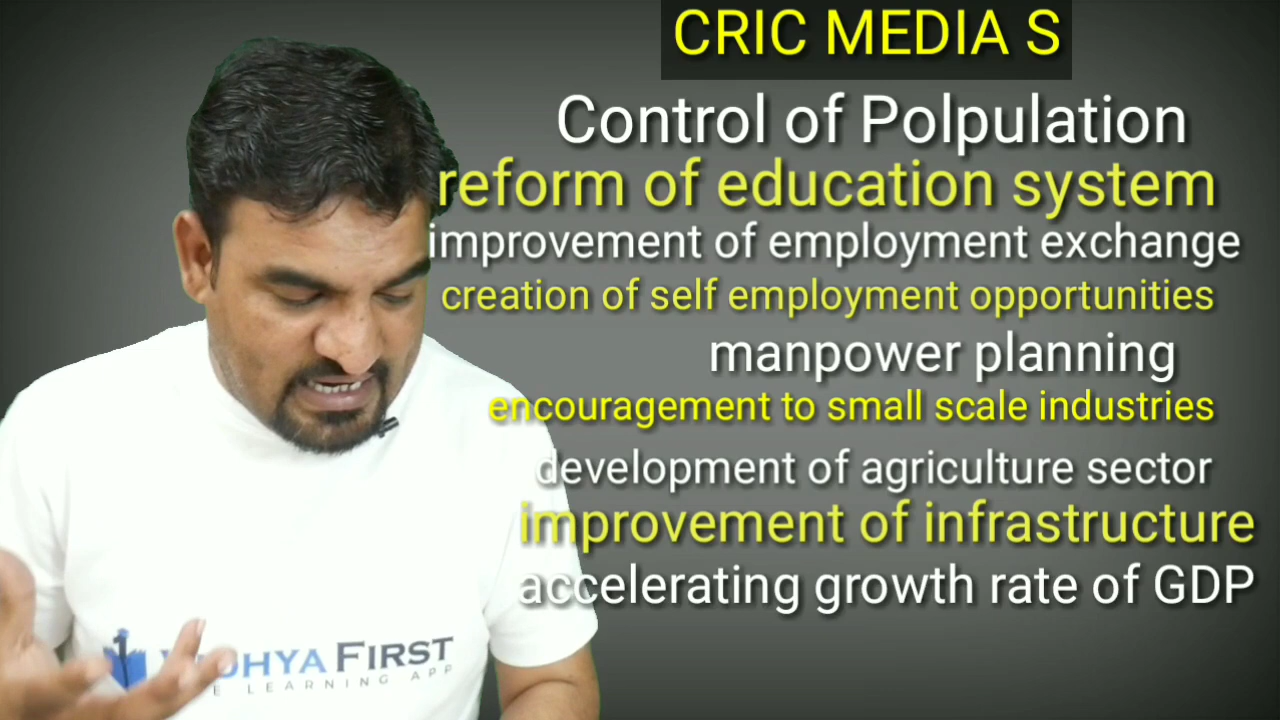 CRIC MEDIA S
Control of Polpulation
reform of education system
improvement of employment exchange
creation of self employment opportunities
manpower planning
encouragement to small scale industries
development of agriculture sector
improvement of infrastructure
accelerating growth rate of GDP
FIRST
LEARNING APP